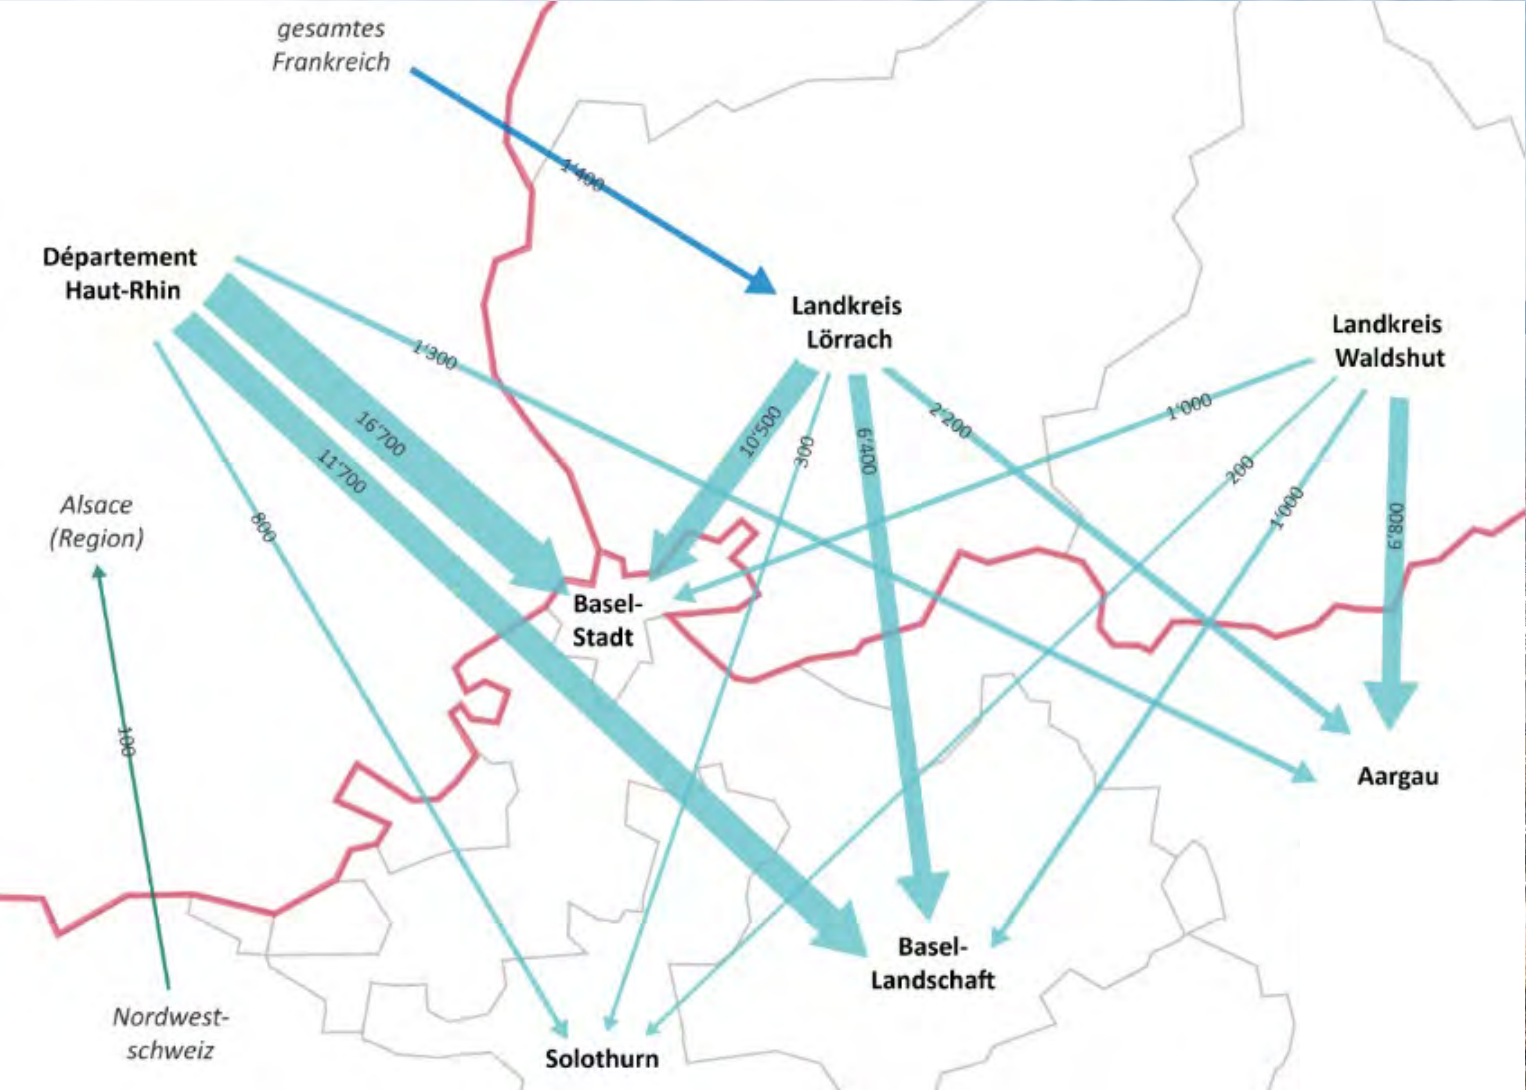 gesamtes
Frankreich
1'400
Département
Haut-Rhin
Landkreis
Lörrach
Landkreis
Waldshut
1'300
16'700
11'700
10'500
300
6'400
2'200
1'000
200
1'000
6'800
800
Alsace
(Region)
100
Basel-
Stadt
Aargau
Basel-
Landschaft
Nordwest-
schweiz
Solothurn